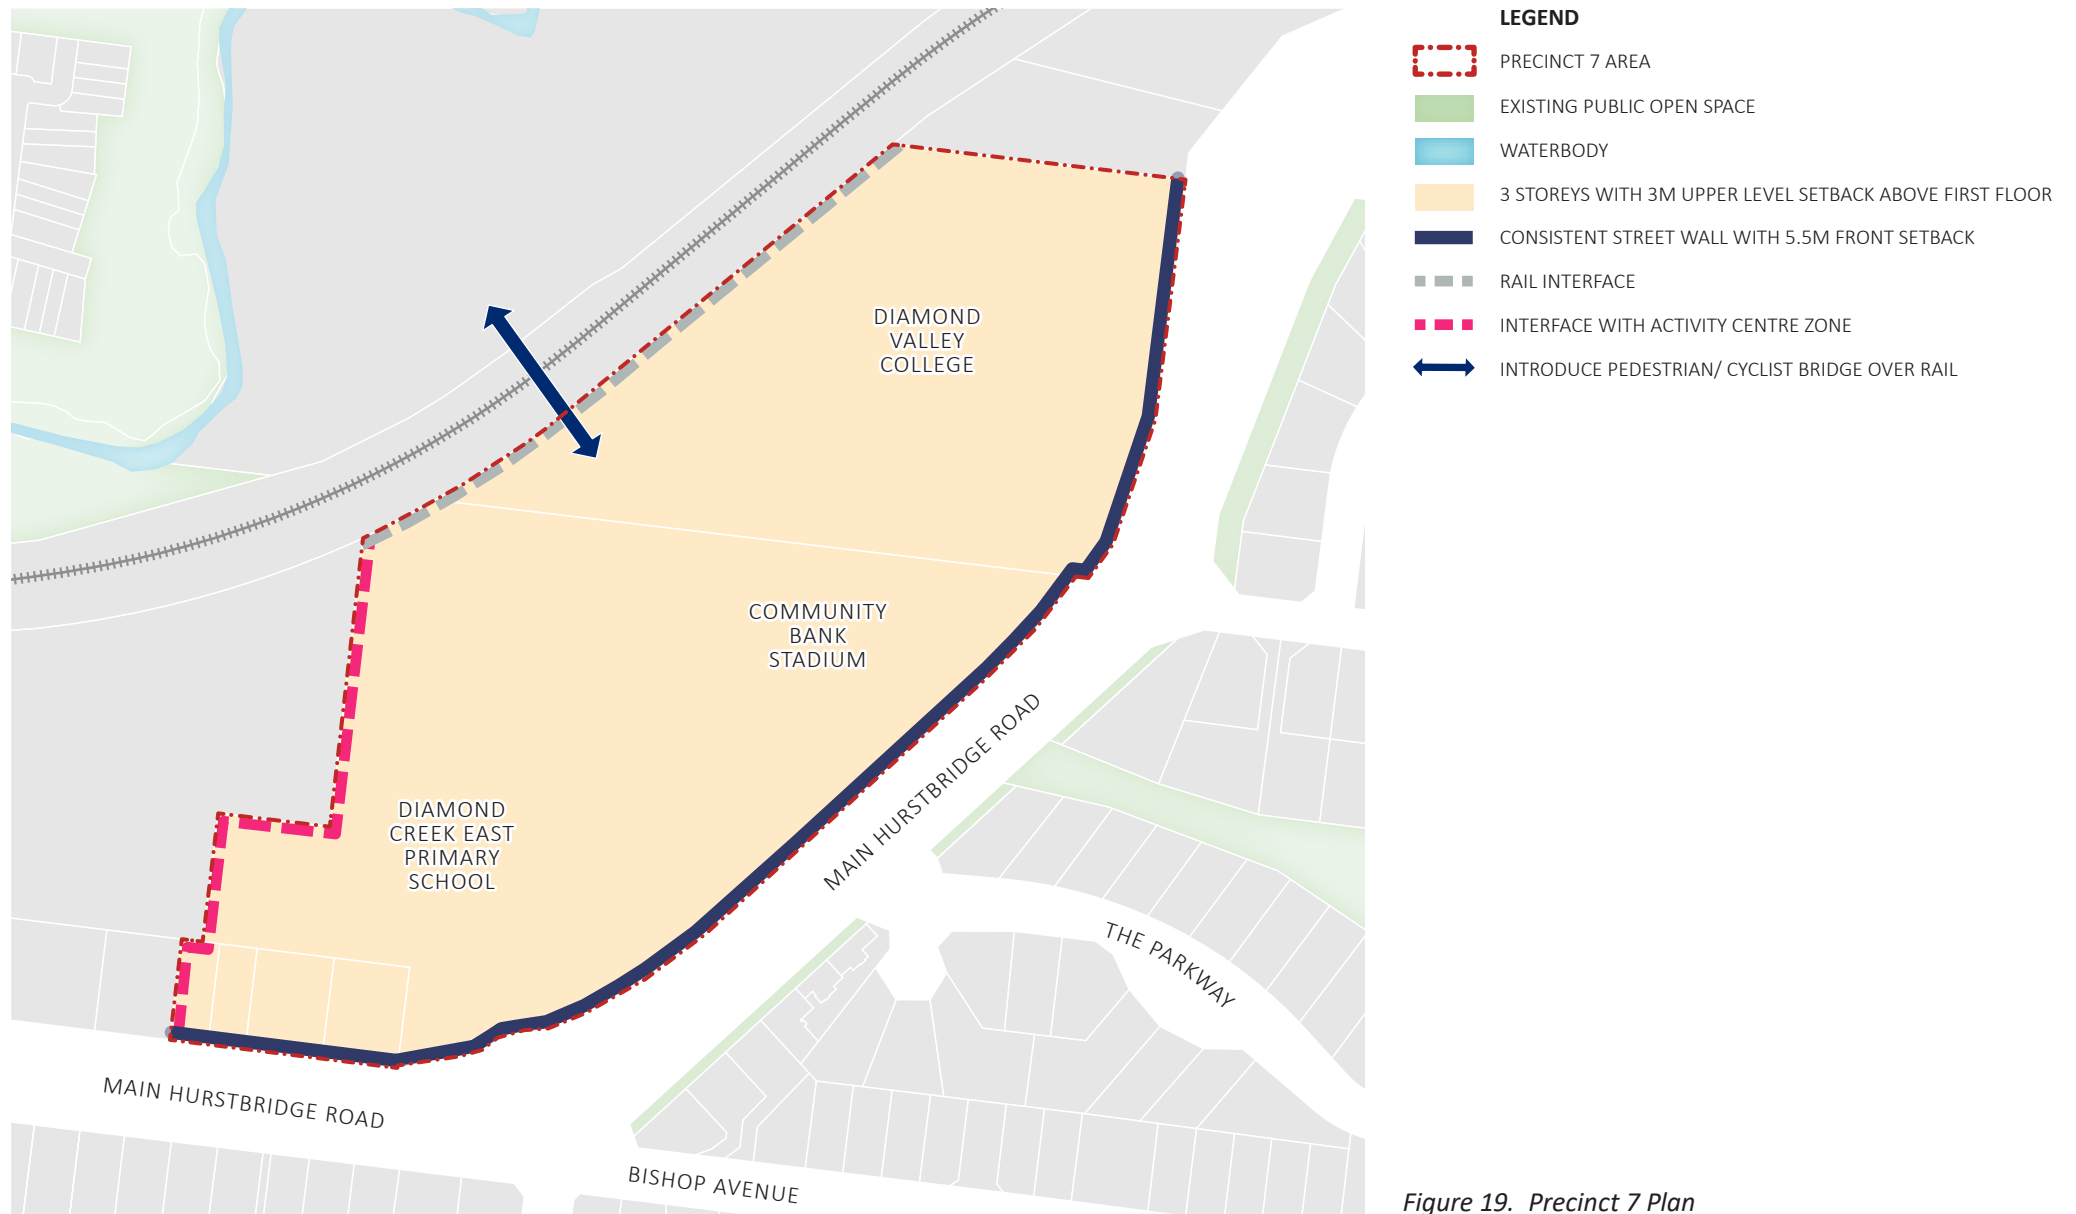 LEGEND
PRECINCT 7 AREA
EXISTING PUBLIC OPEN SPACE
WATERBODY
3 STOREYS WITH 3M UPPER LEVEL SETBACK ABOVE FIRST FLOOR
CONSISTENT STREET WALL WITH 5.5M FRONT SETBACK
RAIL INTERFACE
INTERFACE WITH ACTIVITY CENTRE ZONE
INTRODUCE PEDESTRIAN/ CYCLIST BRIDGE OVER RAIL
DIAMOND
VALLEY
COLLEGE
COMMUNITY
BANK
STADIUM
DIAMOND
CREEK EAST
PRIMARY
SCHOOL
MAIN HURSTBRIDGE ROAD
THE PARKWAY
MAIN HURSTBRIDGE ROAD
BISHOP AVENUE
Figure 19. Precinct 7 Plan